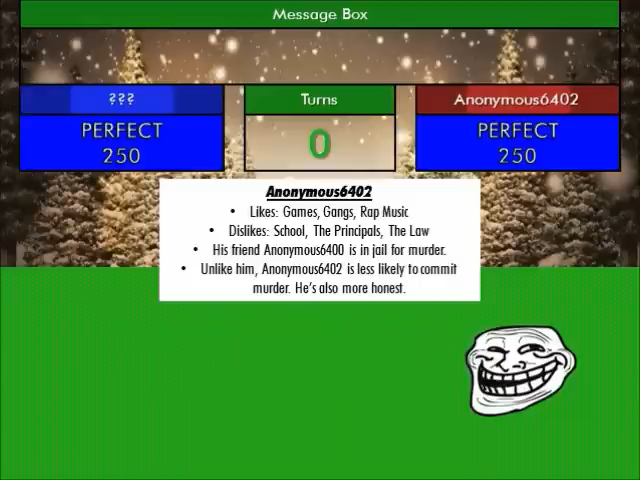 Message Box
???
Turns
Anonymous6402
PERFECT
250
0
PERFECT
250
Anonymous6402
• Likes: Games, Gangs, Rap Music
• Dislikes: School, The Principals, The Law
• His friend Anonymous6400 is in jail for murder.
• Unlike him, Anonymous6402 is less likely to commit
murder. He's also more honest.